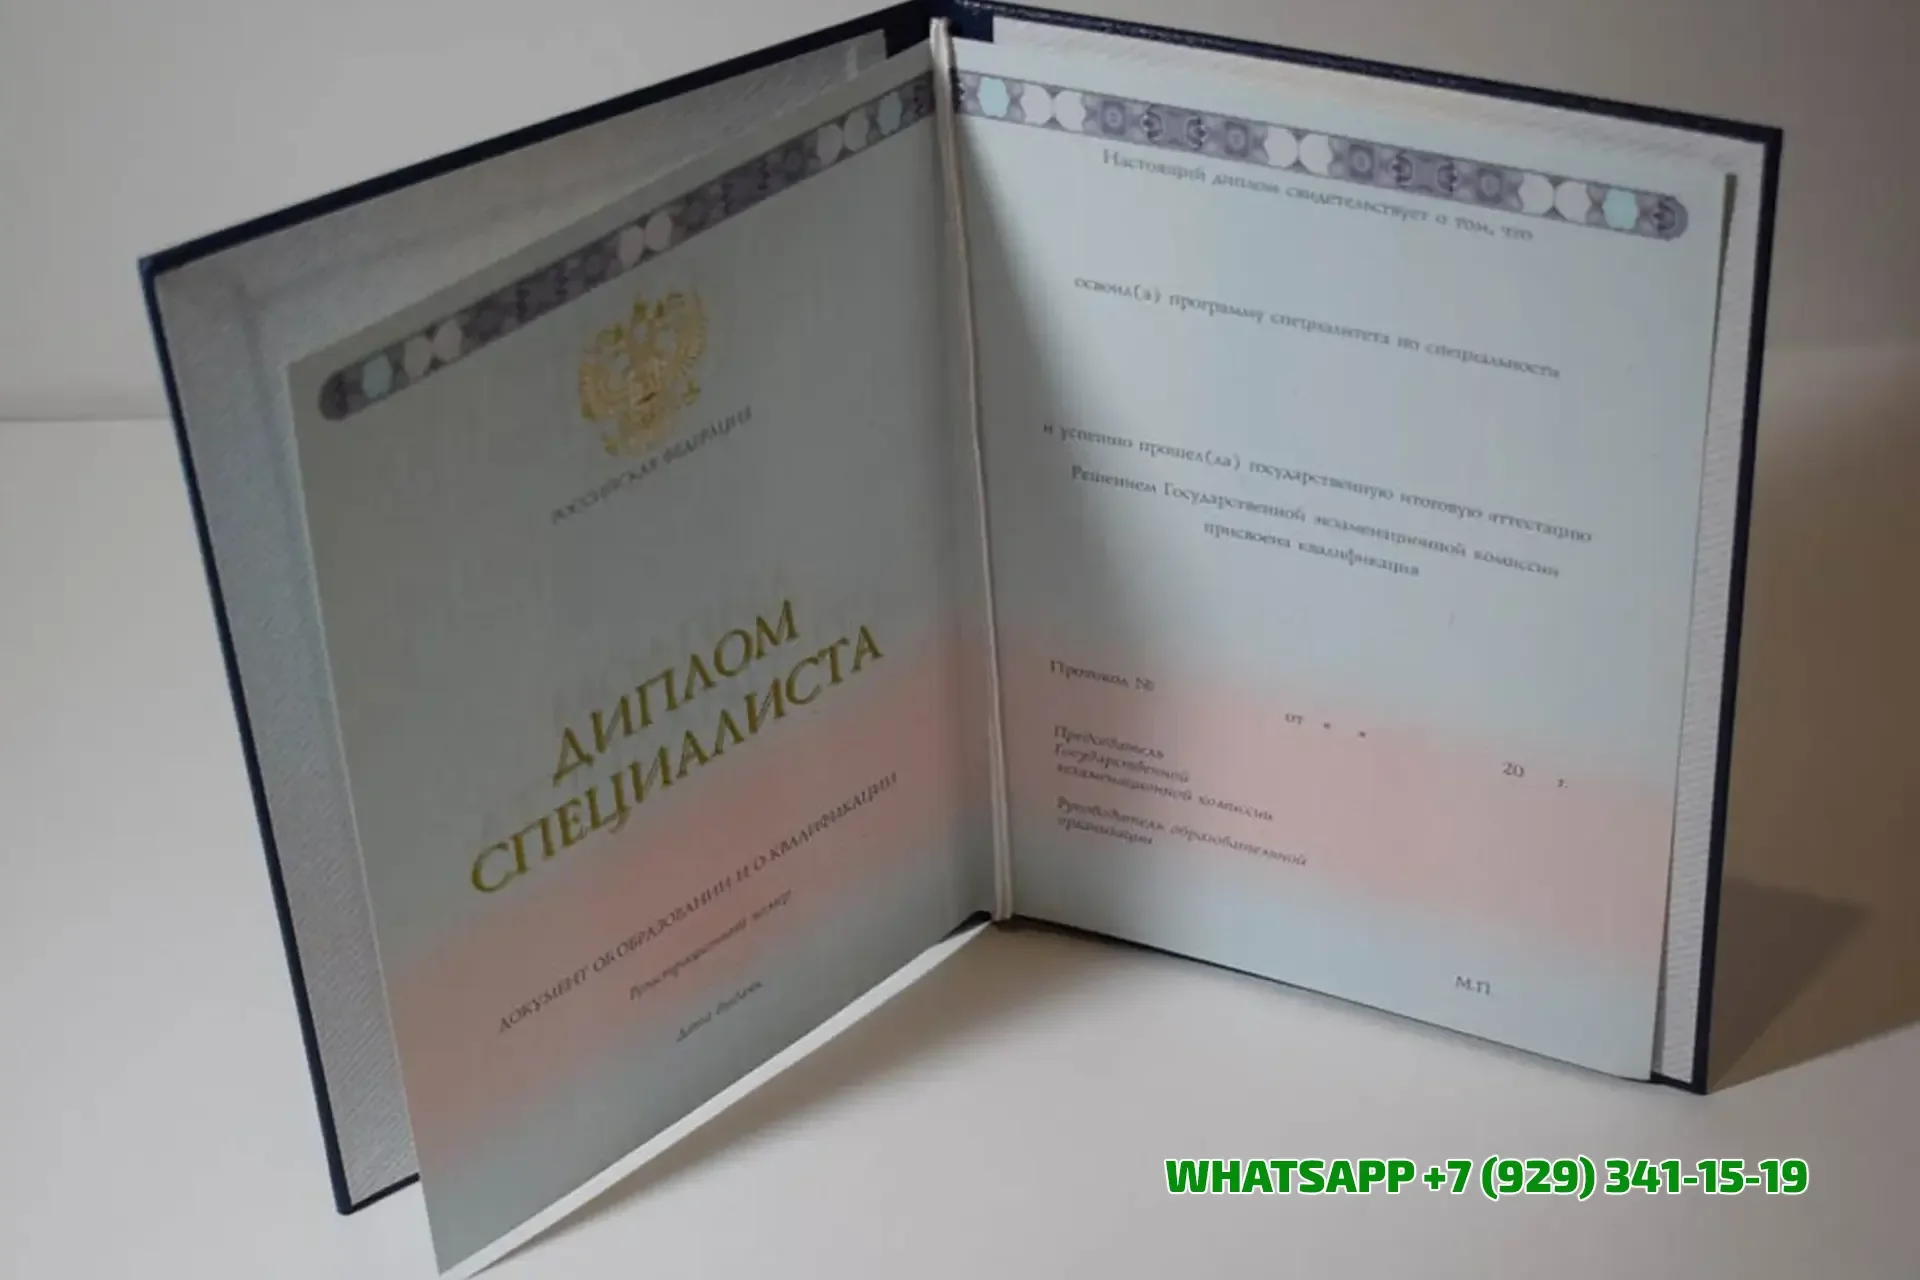 РОССИЙСКАЯ ФЕДЕРАЦИЯ
ДИПЛОМ
СПЕЦИАЛИСТА
ДОКУМЕНТ ОБ ОБРАЗОВАНИИ И О КВАЛИФИКАЦИИ
Регистрационный номер
Дата выдачи
Настоящий диплом свидетельствует о том, что
освоил(а) программу специалитета по специальности
и успешно прошел(ла) государственную итоговую аттестацию
Решением Государственной экзаменационной комиссии
присвоена квалификация
Протокол №
от « »
20 г.
Председатель
Государственной
экзаменационной комиссии
Руководитель образовательной
организации
М.П.
WHATSAPP +7 (929) 341-15-19